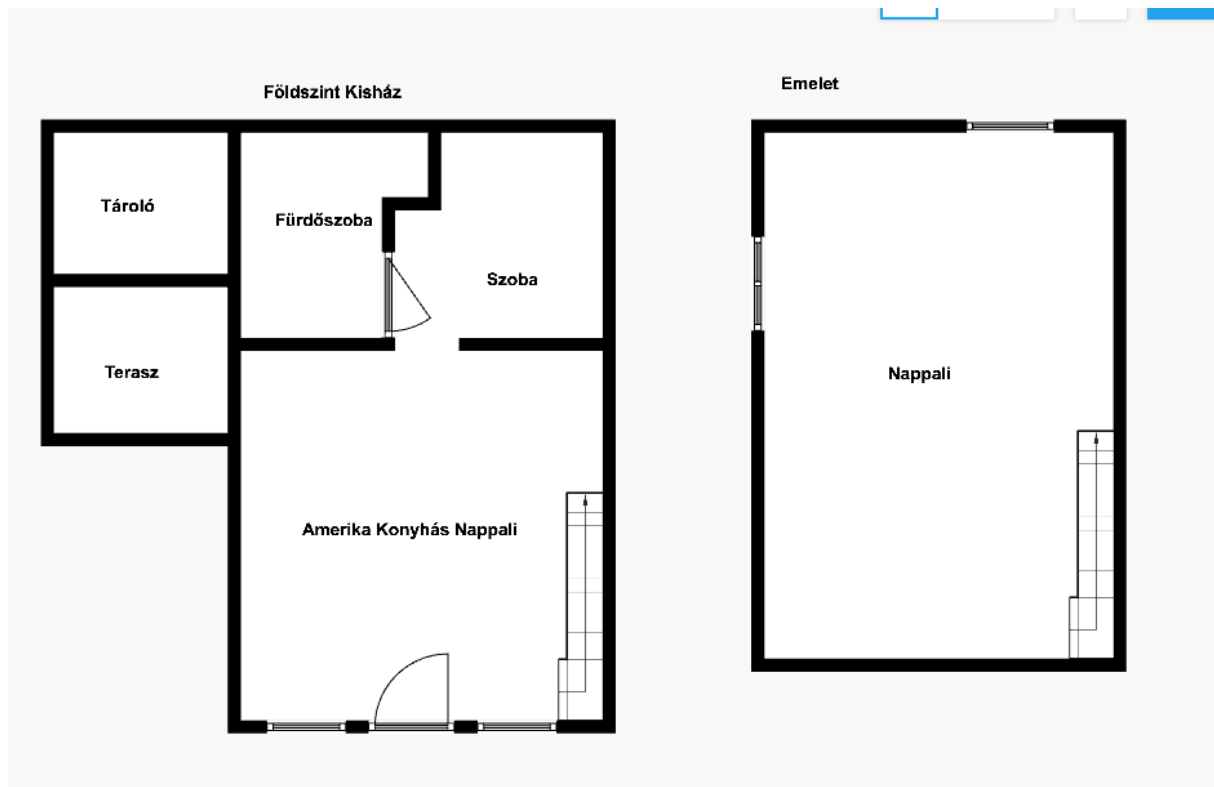 Földszint Kisház
Emelet
Tároló
Fürdőszoba
Szoba
Terasz
Nappali
Amerika Konyhás Nappali